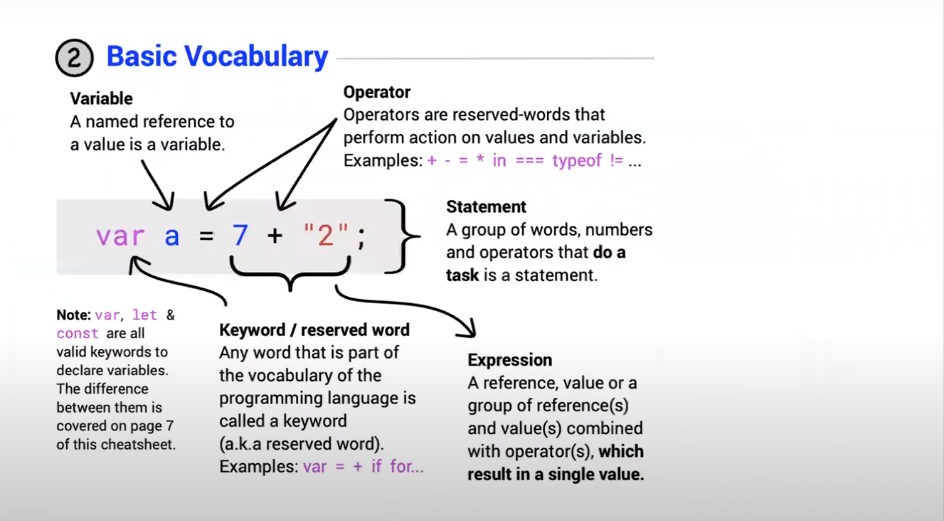 2 Basic Vocabulary
Variable
A named reference to
a value is a variable.
Operator
Operators are reserved-words that
perform action on values and variables.
Examples: + - = * in === typeof != ...
var a = 7 + "2";
Statement
A group of words, numbers
and operators that do a
task is a statement.
Note: var, let &
const are all
valid keywords to
declare variables.
The difference
between them is
covered on page 7
of this cheatsheet.
Keyword / reserved word
Any word that is part of
the vocabulary of the
programming language is
called a keyword
(a.k.a reserved word).
Examples: var = + if for...
Expression
A reference, value or a
group of reference(s)
and value(s) combined
with operator(s), which
result in a single value.